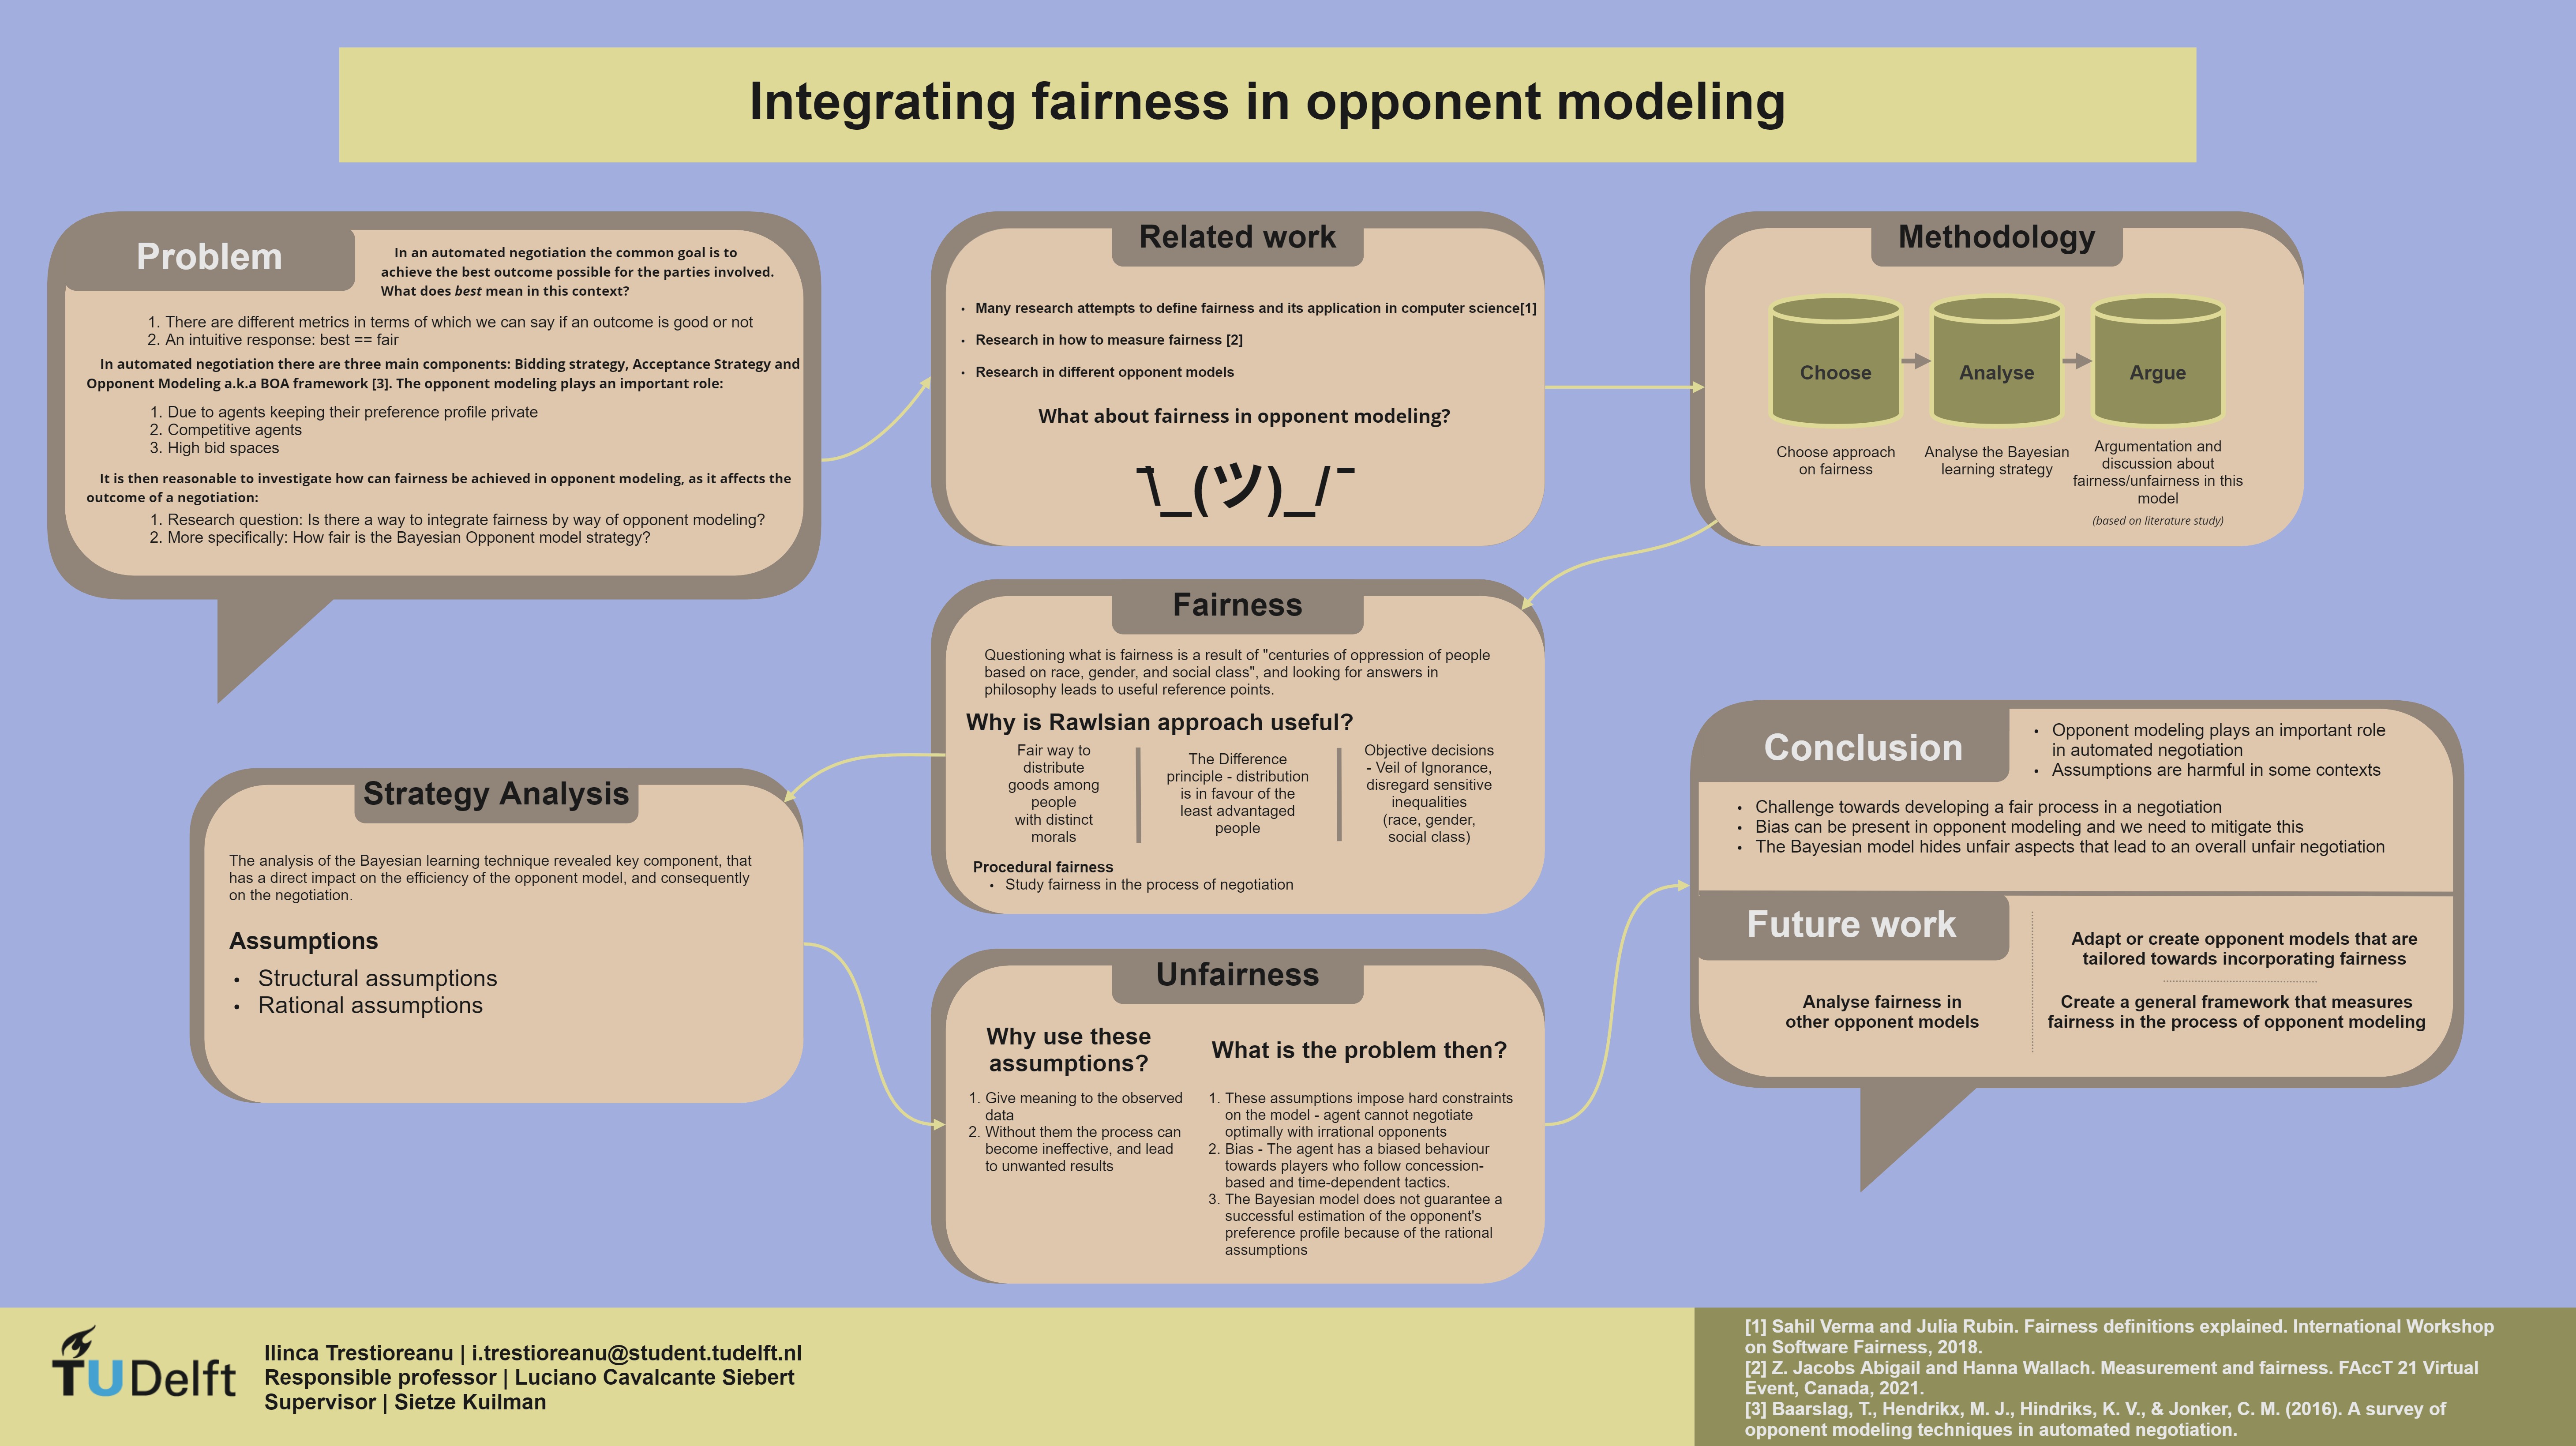 Integrating fairness in opponent modeling
Problem
In an automated negotiation the common goal is to
achieve the best outcome possible for the parties involved.
What does best mean in this context?
1. There are different metrics in terms of which we can say if an outcome is good or not
2. An intuitive response: best == fair
In automated negotiation there are three main components: Bidding strategy, Acceptance Strategy and
Opponent Modeling a.k.a BOA framework [3]. The opponent modeling plays an important role:
1. Due to agents keeping their preference profile private
2. Competitive agents
3. High bid spaces
It is then reasonable to investigate how can fairness be achieved in opponent modeling, as it affects the
outcome of a negotiation:
1. Research question: Is there a way to integrate fairness by way of opponent modeling?
2. More specifically: How fair is the Bayesian Opponent model strategy?
Related work
• Many research attempts to define fairness and its application in computer science[1]
• Research in how to measure fairness [2]
• Research in different opponent models
What about fairness in opponent modeling?
¯\_(ツ)_/¯
Methodology
Choose
Analyse
Argue
Choose approach
on fairness
Analyse the Bayesian
learning strategy
Argumentation and
discussion about
fairness/unfairness in this
model
(based on literature study)
Fairness
Questioning what is fairness is a result of "centuries of oppression of people
based on race, gender, and social class", and looking for answers in
philosophy leads to useful reference points.
Why is Rawlsian approach useful?
Fair way to
distribute
goods among
people
with distinct
morals
The Difference
principle - distribution
is in favour of the
least advantaged
people
Objective decisions
- Veil of Ignorance,
disregard sensitive
inequalities
(race, gender,
social class)
Procedural fairness
• Study fairness in the process of negotiation
Strategy Analysis
The analysis of the Bayesian learning technique revealed key component, that
has a direct impact on the efficiency of the opponent model, and consequently
on the negotiation.
Assumptions
• Structural assumptions
• Rational assumptions
Unfairness
Why use these
assumptions?
1. Give meaning to the observed
data
2. Without them the process can
become ineffective, and lead
to unwanted results
What is the problem then?
1. These assumptions impose hard constraints
on the model - agent cannot negotiate
optimally with irrational opponents
2. Bias - The agent has a biased behaviour
towards players who follow concession-
based and time-dependent tactics.
3. The Bayesian model does not guarantee a
successful estimation of the opponent's
preference profile because of the rational
assumptions
Conclusion
• Opponent modeling plays an important role
in automated negotiation
• Assumptions are harmful in some contexts
• Challenge towards developing a fair process in a negotiation
• Bias can be present in opponent modeling and we need to mitigate this
• The Bayesian model hides unfair aspects that lead to an overall unfair negotiation
Future work
Analyse fairness in
other opponent models
Adapt or create opponent models that are
tailored towards incorporating fairness
Create a general framework that measures
fairness in the process of opponent modeling
TU Delft
Ilinca Trestioreanu | i.trestioreanu@student.tudelft.nl
Responsible professor | Luciano Cavalcante Siebert
Supervisor | Sietze Kuilman
[1] Sahil Verma and Julia Rubin. Fairness definitions explained. International Workshop
on Software Fairness, 2018.
[2] Z. Jacobs Abigail and Hanna Wallach. Measurement and fairness. FAccT 21 Virtual
Event, Canada, 2021.
[3] Baarslag, T., Hendrikx, M. J., Hindriks, K. V., & Jonker, C. M. (2016). A survey of
opponent modeling techniques in automated negotiation.